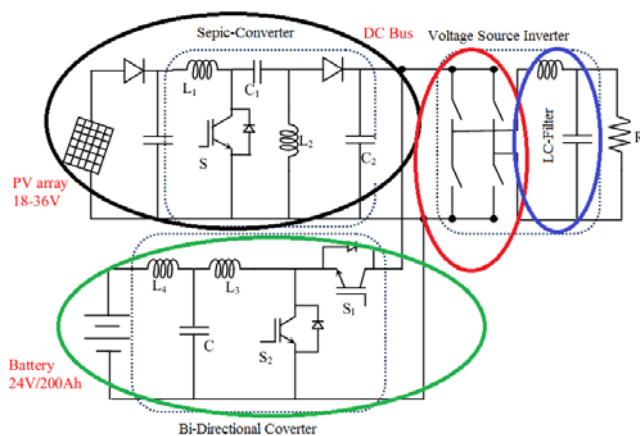 Sepic-Converter
DC Bus
Voltage Source Inverter
L1
C1
S
L2
C2
LC-Filter
R
PV array
18-36V
L4
L3
S1
C
S2
Battery
24V/200Ah
Bi-Directional Coverter